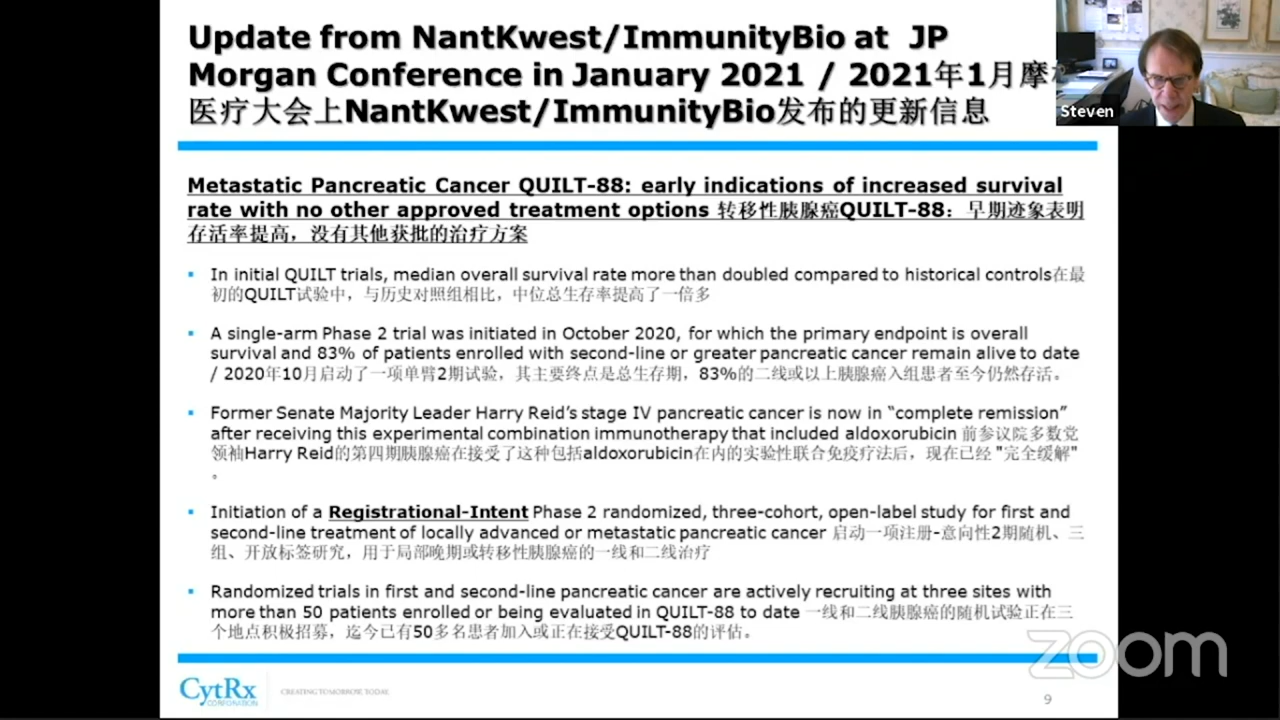 Update from NantKwest/ImmunityBio at JP
Morgan Conference in January 2021 / 2021年1月摩
医疗大会上NantKwest/ImmunityBio发布的更新信息
Steven
Metastatic Pancreatic Cancer QUILT-88: early indications of increased survival
rate with no other approved treatment options 转移性胰腺癌QUILT-88：早期迹象表明
存活率提高，没有其他获批的治疗方案
▪ In initial QUILT trials, median overall survival rate more than doubled compared to historical controls在最
初的QUILT试验中，与历史对照组相比，中位总生存率提高了一倍多
▪ A single-arm Phase 2 trial was initiated in October 2020, for which the primary endpoint is overall
survival and 83% of patients enrolled with second-line or greater pancreatic cancer remain alive to date
/ 2020年10月启动了一项单臂2期试验，其主要终点是总生存期，83%的二线或以上胰腺癌入组患者至今仍然存活。
▪ Former Senate Majority Leader Harry Reid's stage IV pancreatic cancer is now in “complete remission”
after receiving this experimental combination immunotherapy that included aldoxorubicin 前参议院多数党
领袖Harry Reid的第四期胰腺癌在接受了这种包括aldoxorubicin在内的实验性联合免疫疗法后，现在已经 "完全缓解"
。
▪ Initiation of a Registrational-Intent Phase 2 randomized, three-cohort, open-label study for first and
second-line treatment of locally advanced or metastatic pancreatic cancer 启动一项注册-意向性2期随机、三
组、开放标签研究，用于局部晚期或转移性胰腺癌的一线和二线治疗
▪ Randomized trials in first and second-line pancreatic cancer are actively recruiting at three sites with
more than 50 patients enrolled or being evaluated in QUILT-88 to date 一线和二线胰腺癌的随机试验正在三
个地点积极招募，迄今已有50多名患者加入或正在接受QUILT-88的评估。
zoom
CytRx
CORPORATION
CREATING TOMORROW, TODAY
9